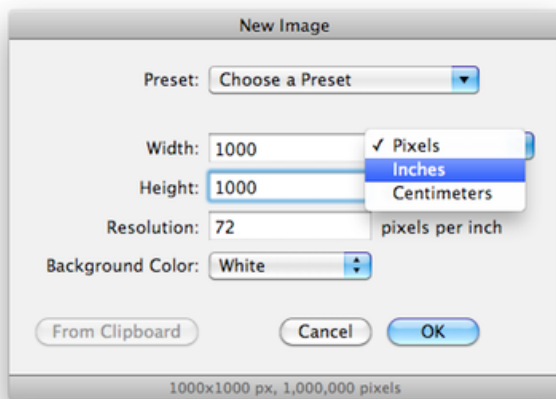 New Image
Preset: Choose a Preset
Width: 1000 ✓ Pixels
Inches
Height: 1000
Centimeters
Resolution: 72 pixels per inch
Background Color: White
From Clipboard Cancel OK
1000x1000 px, 1,000,000 pixels